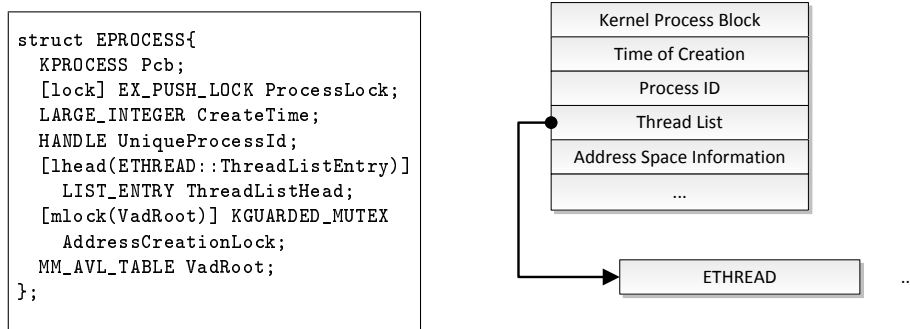 struct EPROCESS{
KPROCESS Pcb;
[lock] EX_PUSH_LOCK ProcessLock;
LARGE_INTEGER CreateTime;
HANDLE UniqueProcessId;
[lhead(ETHREAD::ThreadListEntry)]
LIST_ENTRY ThreadListHead;
[mlock(VadRoot)] KGUARDED_MUTEX
AddressCreationLock;
MM_AVL_TABLE VadRoot;
};
Kernel Process Block
Time of Creation
Process ID
Thread List
Address Space Information
...
ETHREAD
..